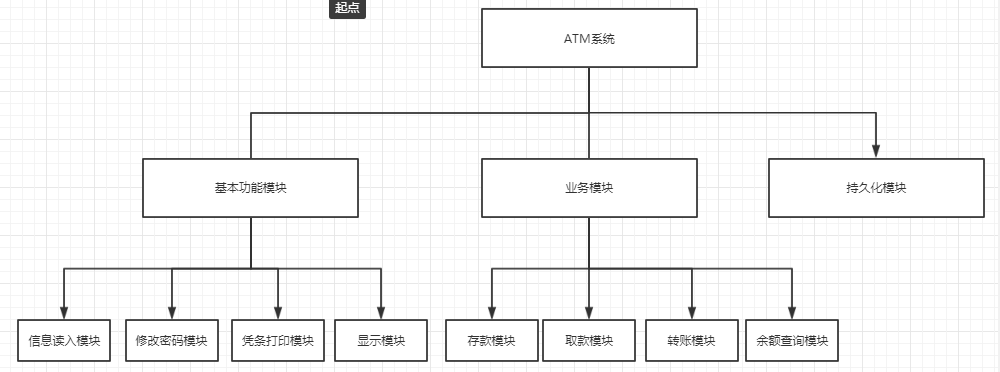 起点
ATM系统
基本功能模块
业务模块
持久化模块
信息读入模块
修改密码模块
凭条打印模块
显示模块
存款模块
取款模块
转账模块
余额查询模块